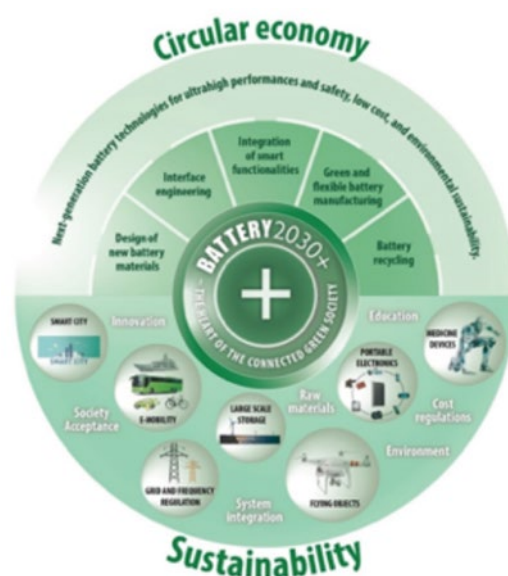 Circular economy
Next-generation battery technologies for ultrahigh performances and safety, low cost, and environmental sustainability.
Design of
new battery
materials
Interface
engineering
Integration
of smart
functionalities
Green and
flexible battery
manufacturing
Battery
recycling
BATTERY2030+
THE HEART OF THE CONNECTED GREEN SOCIETY
SMART CITY
SMART CITY
Innovation
Education
MEDICINE
DEVICES
E-MOBILITY
PORTABLE
ELECTRONICS
Society
Acceptance
LARGE SCALE
STORAGE
Raw
materials
Cost
regulations
GRID AND FREQUENCY
REGULATION
System
integration
FLYING OBJECTS
Environment
Sustainability